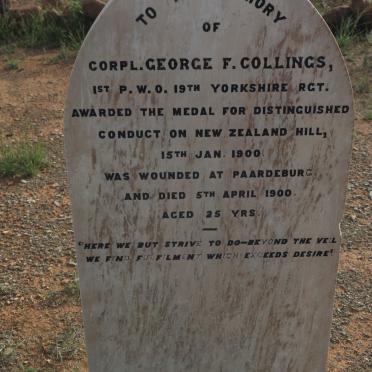 TO THE MEMORY
OF
CORPL. GEORGE F. COLLINGS,
1ST P. W. O. 19TH YORKSHIRE RGT.
AWARDED THE MEDAL FOR DISTINGUISHED
CONDUCT ON NEW ZEALAND HILL,
15TH JAN. 1900.
WAS WOUNDED AT PAARDEBURG
AND DIED 5TH APRIL 1900.
AGED 25 YRS.
"HERE WE BUT STRIVE TO DO—BEYOND THE VEIL
WE FIND FULFILMENT WHICH EXCEEDS DESIRE"